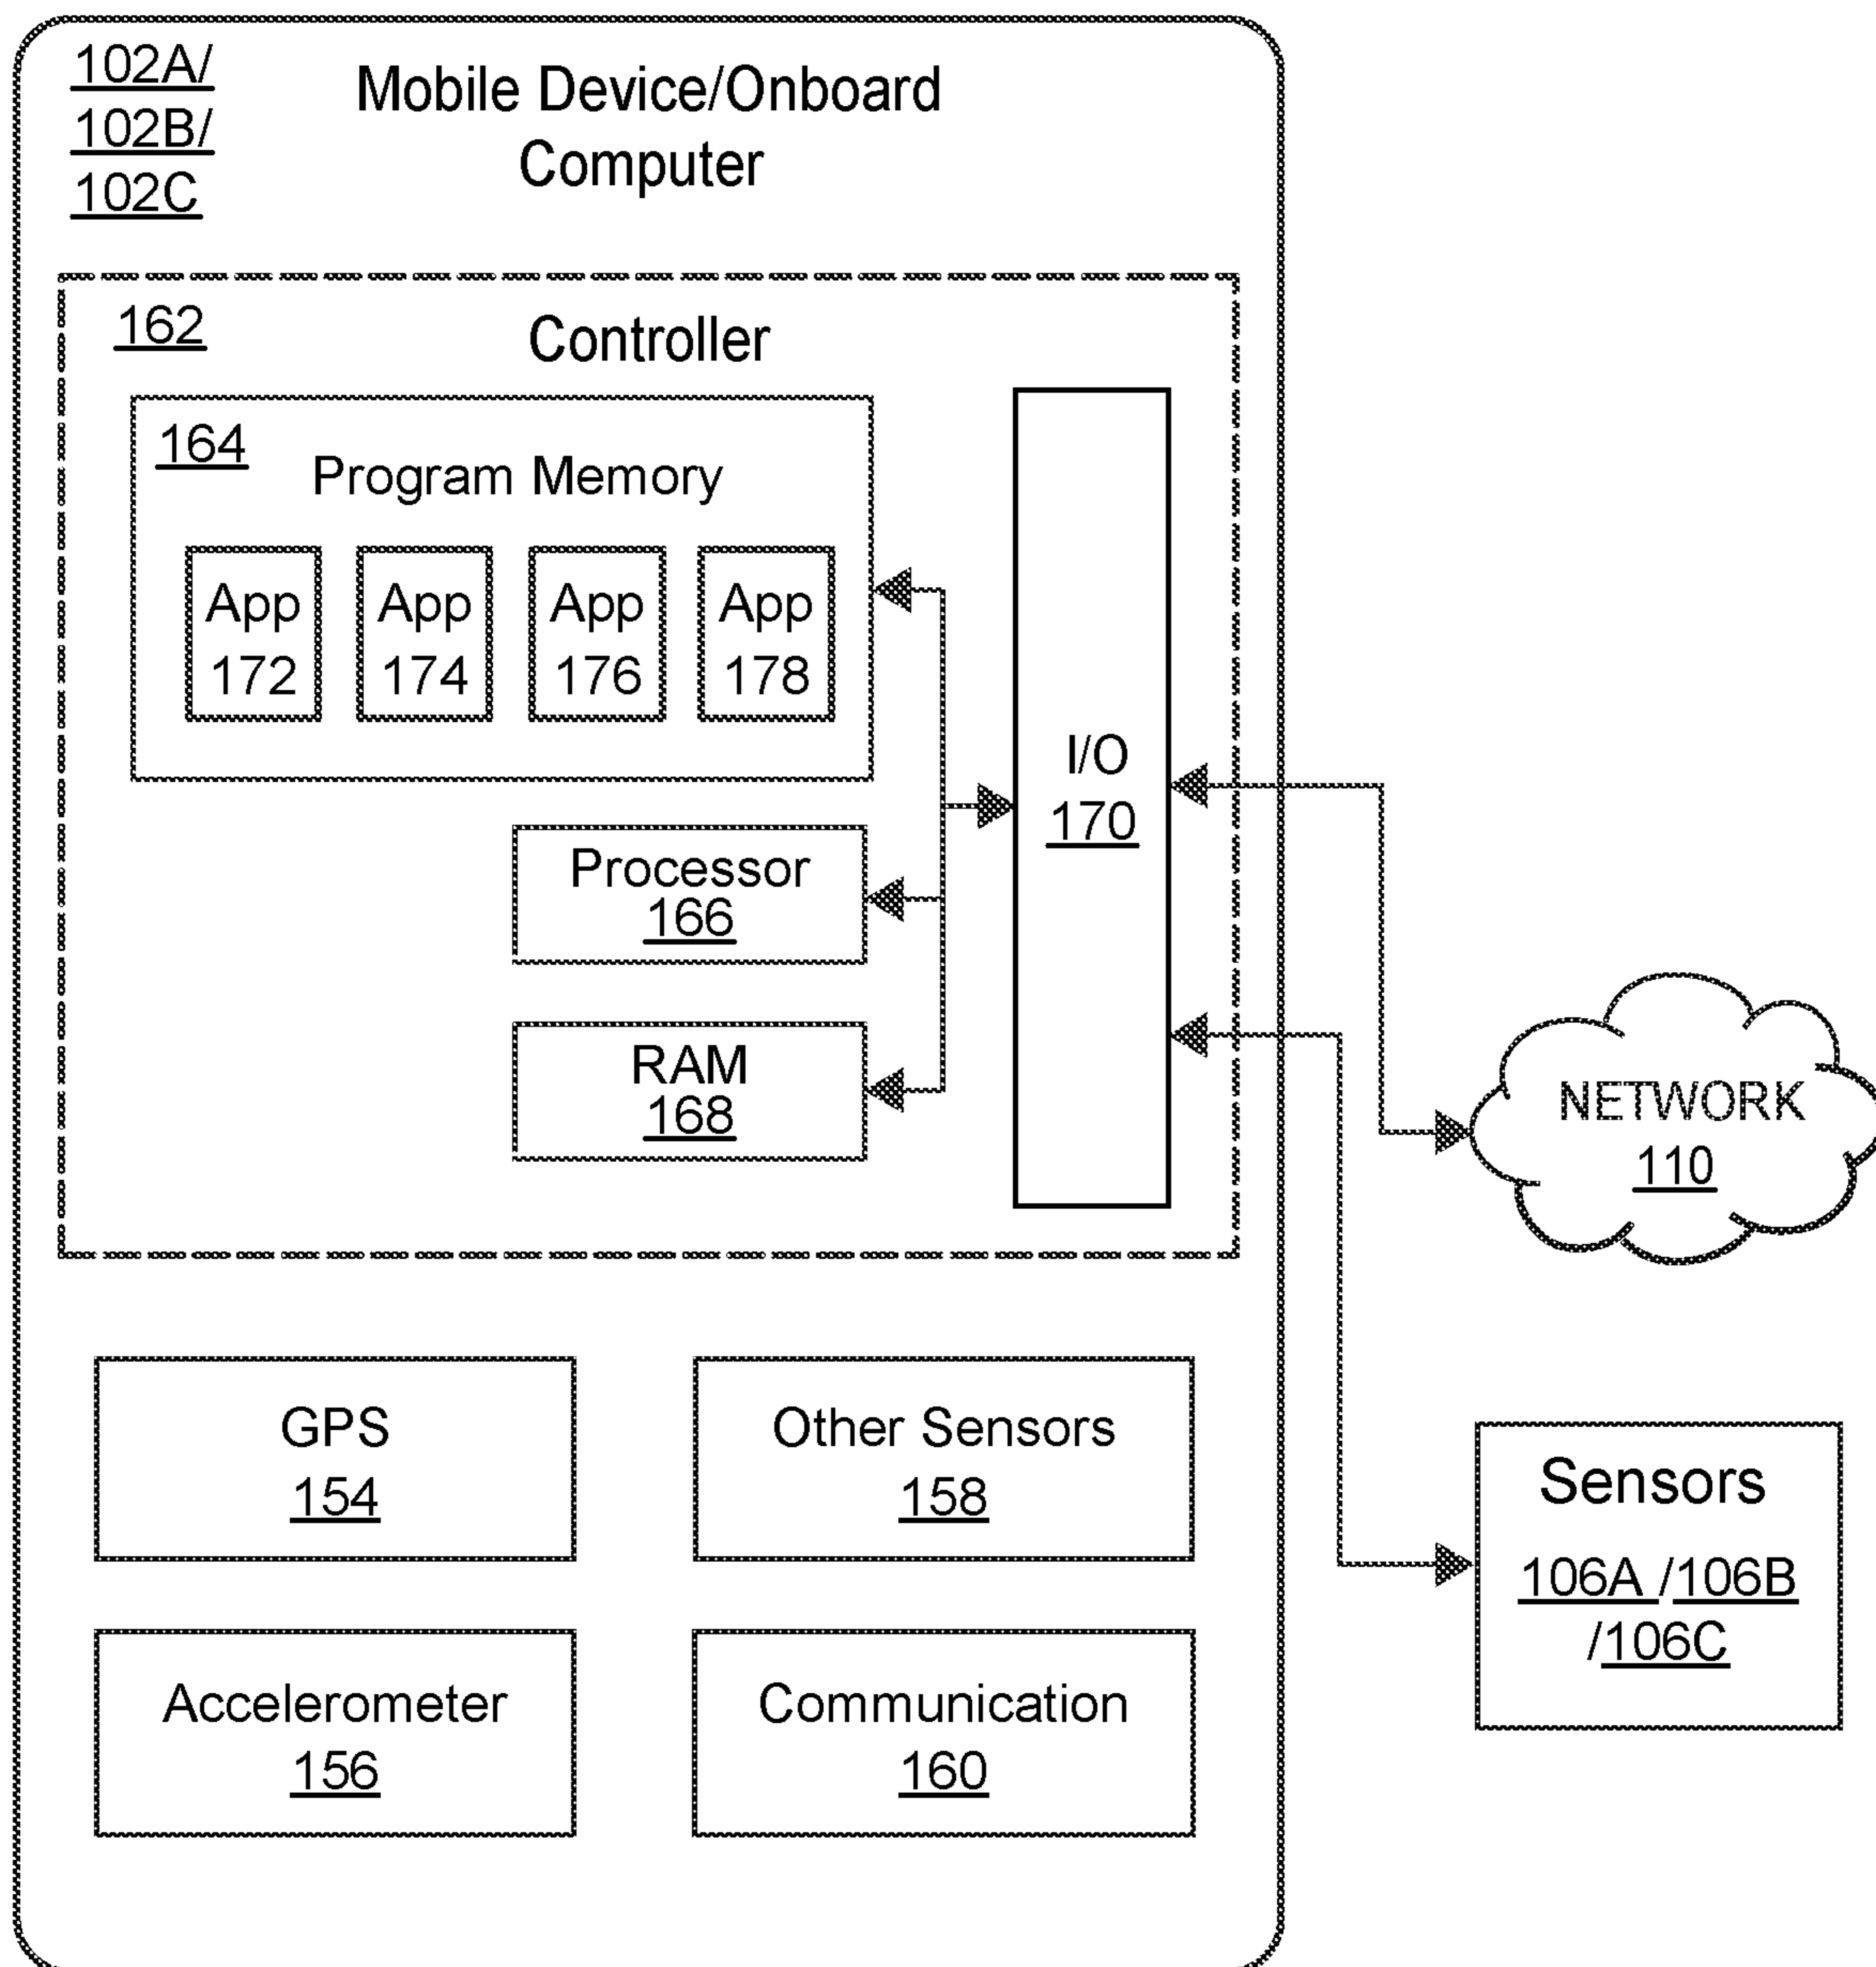 102A/
102B/
102C
Mobile Device/Onboard
Computer
162
Controller
164
Program Memory
App
172
App
174
App
176
App
178
I/O
170
Processor
166
RAM
168
NETWORK
110
GPS
154
Other Sensors
158
Sensors
106A /106B
/106C
Accelerometer
156
Communication
160